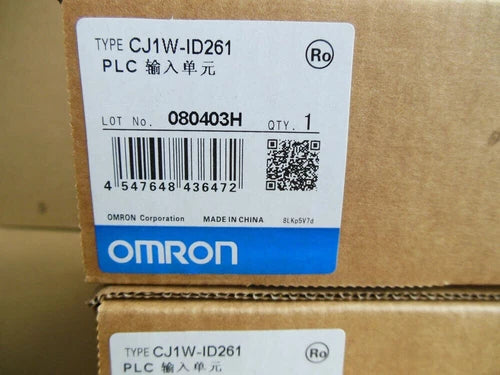 TYPE CJ1W-ID261
Ro
PLC 输入单元
LOT No. 080403H QTY. 1
4 547648 436472
OMRON Corporation MADE IN CHINA 8LKp5V7d
OMRON
TYPE CJ1W-ID261
Ro
PLC 输入单元